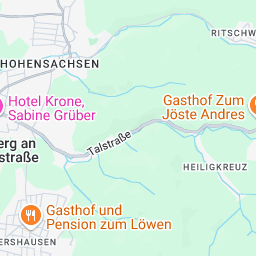 RITSCHW
HOHENSACHSEN
Hotel Krone,
Sabine Grüber
Gasthof Zum
Jöste Andres
Talstraße
erg an
straße
HEILIGKREUZ
Gasthof und
Pension zum Löwen
ERSHAUSEN